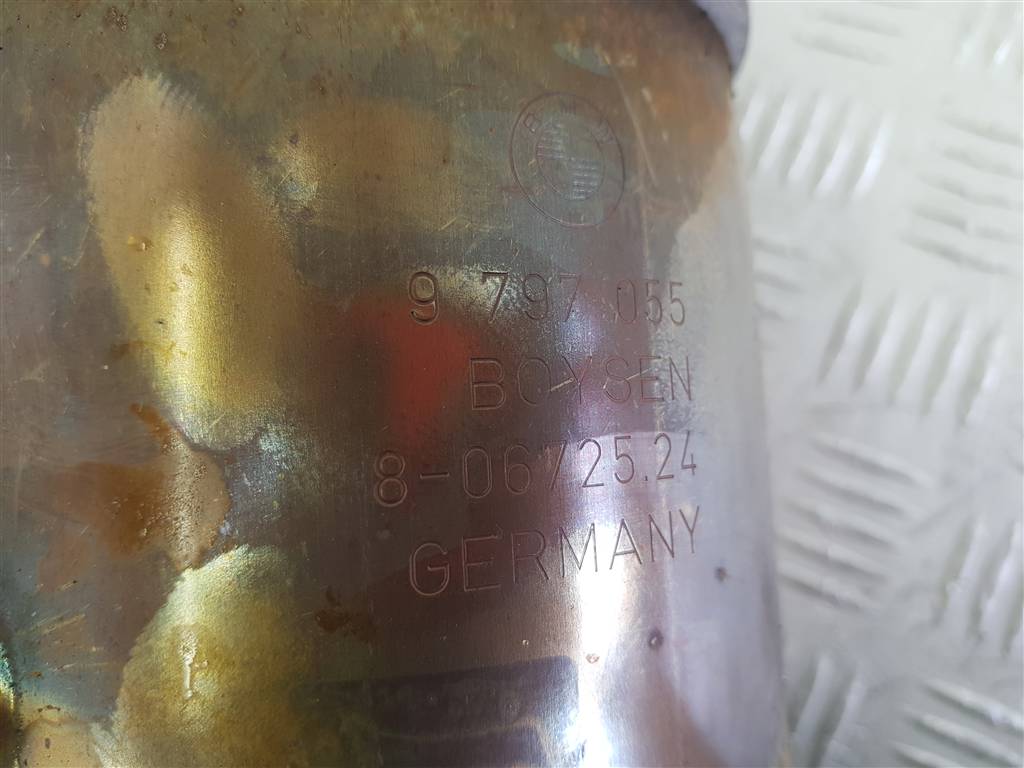 9 797 055
BOYSEN
8-06725.24
GERMANY